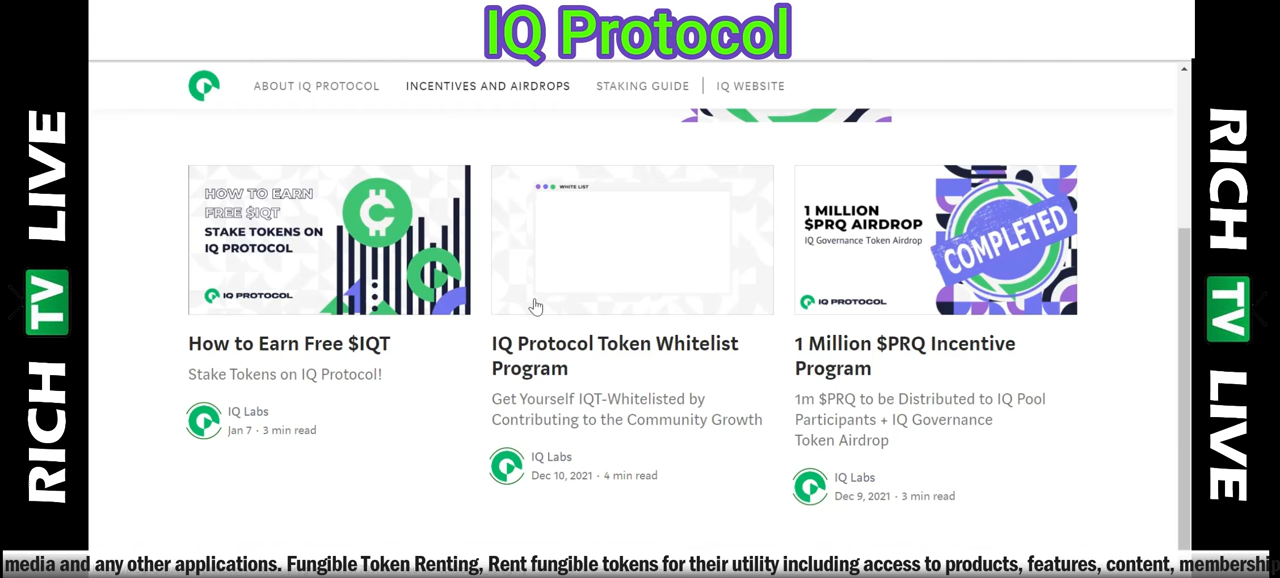 IQ Protocol
ABOUT IQ PROTOCOL
INCENTIVES AND AIRDROPS
STAKING GUIDE
IQ WEBSITE
RICH TV LIVE
HOW TO EARN
FREE $IQT
STAKE TOKENS ON
IQ PROTOCOL
IQ PROTOCOL
How to Earn Free $IQT
Stake Tokens on IQ Protocol!
IQ Labs
Jan 7 · 3 min read
WHITE LIST
IQ Protocol Token Whitelist
Program
Get Yourself IQT-Whitelisted by
Contributing to the Community Growth
IQ Labs
Dec 10, 2021 · 4 min read
1 MILLION
$PRQ AIRDROP
IQ Governance Token Airdrop
COMPLETED
IQ PROTOCOL
1 Million $PRQ Incentive
Program
1m $PRQ to be Distributed to IQ Pool
Participants + IQ Governance
Token Airdrop
IQ Labs
Dec 9, 2021 · 3 min read
RICH TV LIVE
media and any other applications. Fungible Token Renting, Rent fungible tokens for their utility including access to products, features, content, membershi